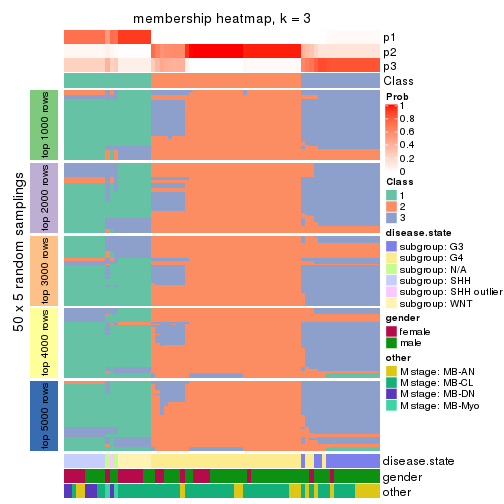 membership heatmap, k = 3
p1
p2
p3
Class
50 x 5 random samplings
top 1000 rows
top 2000 rows
top 3000 rows
top 4000 rows
top 5000 rows
disease.state
gender
other
Prob
1
0.8
0.6
0.4
0.2
0
Class
1
2
3
disease.state
subgroup: G3
subgroup: G4
subgroup: N/A
subgroup: SHH
subgroup: SHH outlier
subgroup: WNT
gender
female
male
other
M stage: MB-AN
M stage: MB-CL
M stage: MB-DN
M stage: MB-Myo